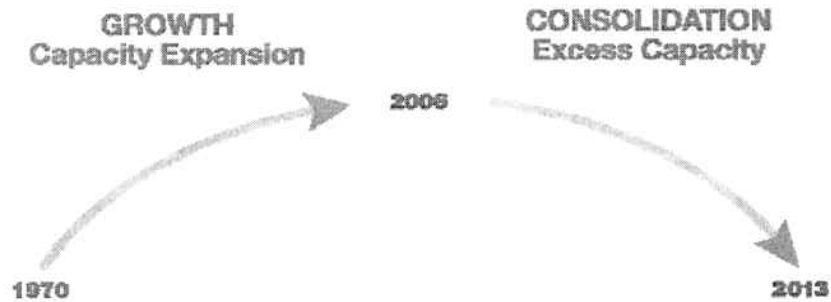 GROWTH
Capacity Expansion
CONSOLIDATION
Excess Capacity
2006
1970
2013